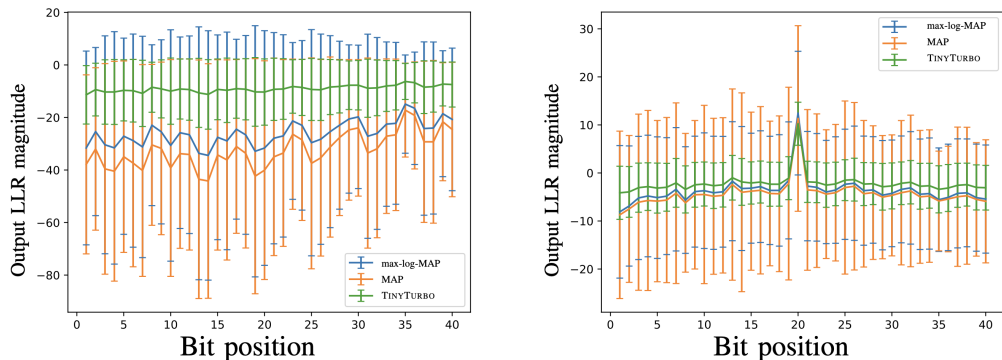 20
0
−20
−40
−60
−80
Output LLR magnitude
0 5 10 15 20 25 30 35 40
Bit position
max-log-MAP
MAP
TINYTURBO
30
20
10
0
−10
−20
Output LLR magnitude
0 5 10 15 20 25 30 35 40
Bit position
max-log-MAP
MAP
TINYTURBO